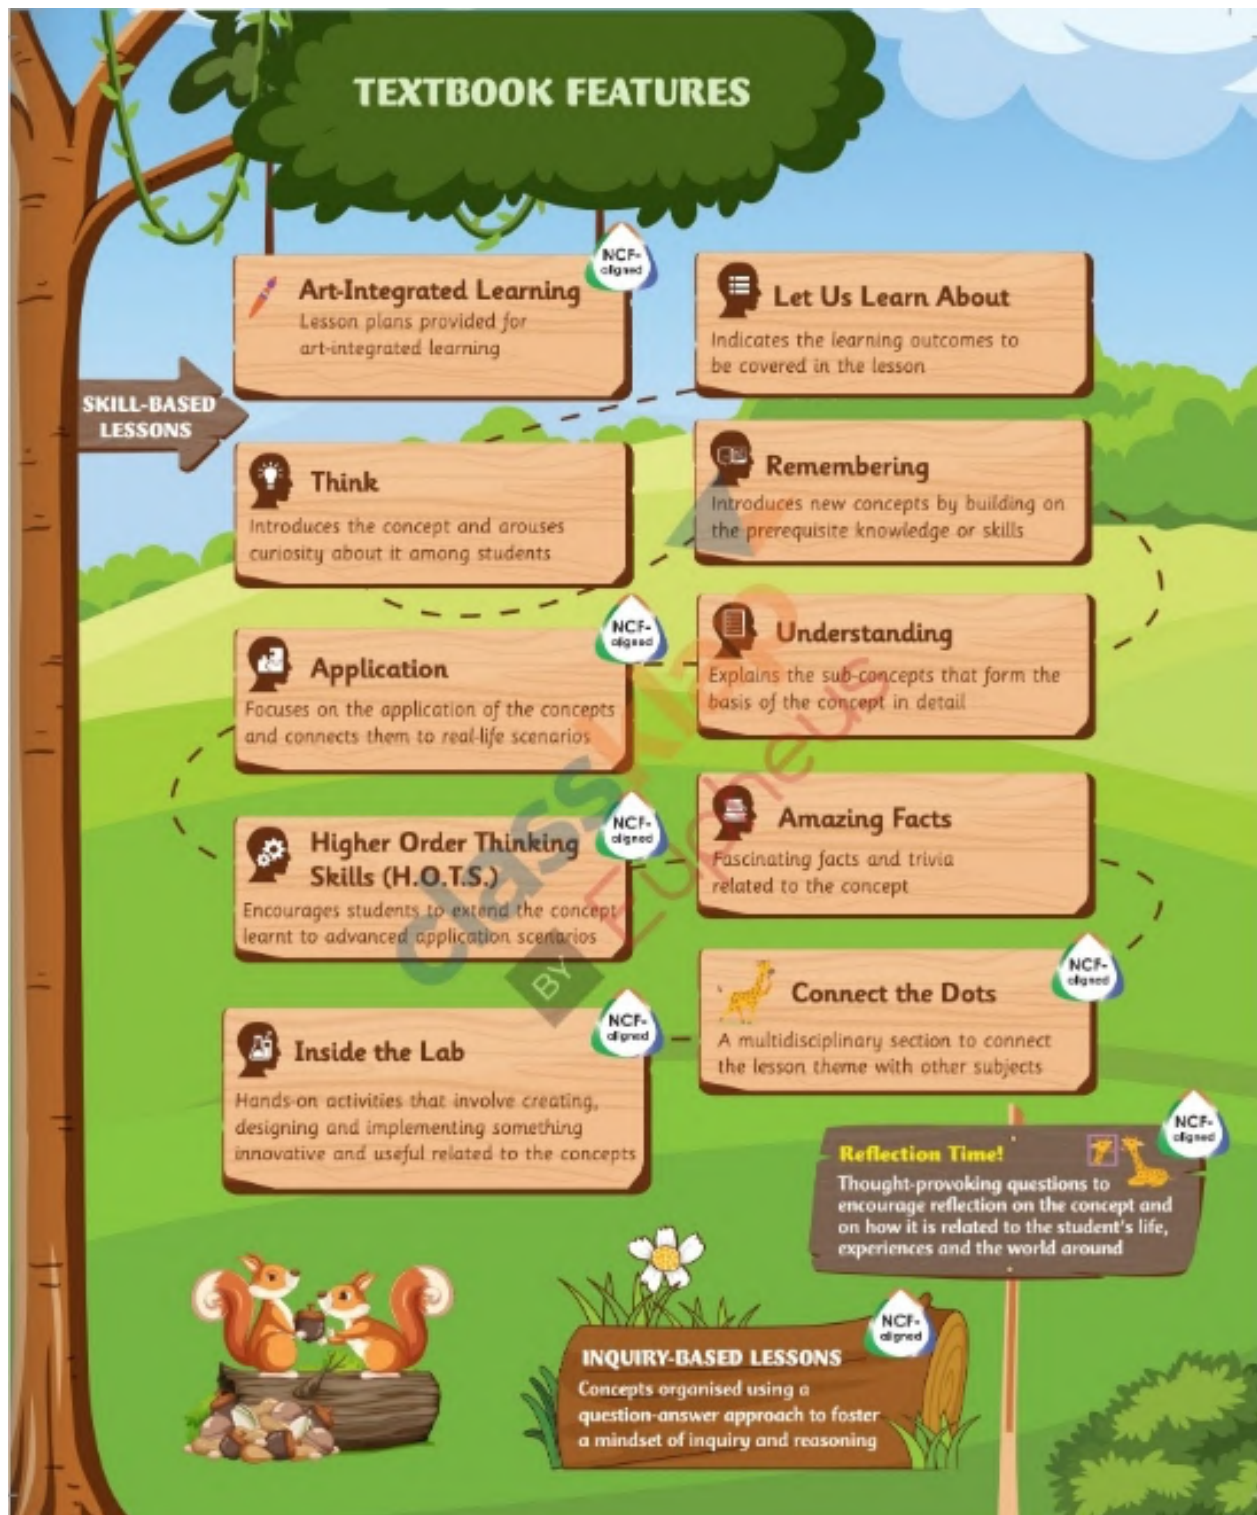 TEXTBOOK FEATURES
NCF-
aligned
Art-Integrated Learning
Lesson plans provided for
art-integrated learning
Let Us Learn About
Indicates the learning outcomes to
be covered in the lesson
SKILL-BASED
LESSONS
Think
Introduces the concept and arouses
curiosity about it among students
Remembering
Introduces new concepts by building on
the prerequisite knowledge or skills
NCF-
aligned
Application
Focuses on the application of the concepts
and connects them to real-life scenarios
Understanding
Explains the sub-concepts that form the
basis of the concept in detail
NCF-
aligned
Higher Order Thinking
Skills (H.O.T.S.)
Encourages students to extend the concept
learnt to advanced application scenarios
Amazing Facts
Fascinating facts and trivia
related to the concept
NCF-
aligned
Connect the Dots
A multidisciplinary section to connect
the lesson theme with other subjects
NCF-
aligned
Inside the Lab
Hands-on activities that involve creating,
designing and implementing something
innovative and useful related to the concepts
NCF-
aligned
Reflection Time!
Thought-provoking questions to
encourage reflection on the concept and
on how it is related to the student's life,
experiences and the world around
NCF-
aligned
INQUIRY-BASED LESSONS
Concepts organised using a
question-answer approach to foster
a mindset of inquiry and reasoning
classklap
BY Eupheus